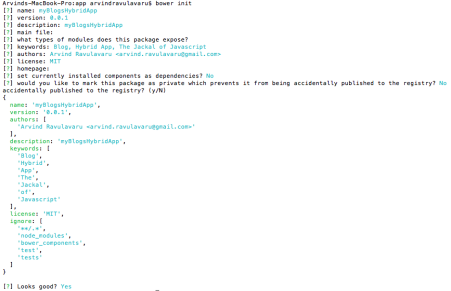 Arvinds-MacBook-Pro:app arvindravulavaru$ bower init
[?] name: myBlogsHybridApp
[?] version: 0.0.1
[?] description: myBlogsHybridApp
[?] main file:
[?] what types of modules does this package expose?
[?] keywords: Blog, Hybrid App, The Jackal of Javascript
[?] authors: Arvind Ravulavaru <arvind.ravulavaru@gmail.com>
[?] license: MIT
[?] homepage:
[?] set currently installed components as dependencies? No
[?] would you like to mark this package as private which prevents it from being accidentally published to the registry? No
accidentally published to the registry? (y/N)
{
  name: 'myBlogsHybridApp',
  version: '0.0.1',
  authors: [
    'Arvind Ravulavaru <arvind.ravulavaru@gmail.com>'
  ],
  description: 'myBlogsHybridApp',
  keywords: [
    'Blog',
    'Hybrid',
    'App',
    'The',
    'Jackal',
    'of',
    'Javascript'
  ],
  license: 'MIT',
  ignore: [
    '**/.*',
    'node_modules',
    'bower_components',
    'test',
    'tests'
  ]
}
[?] Looks good? Yes